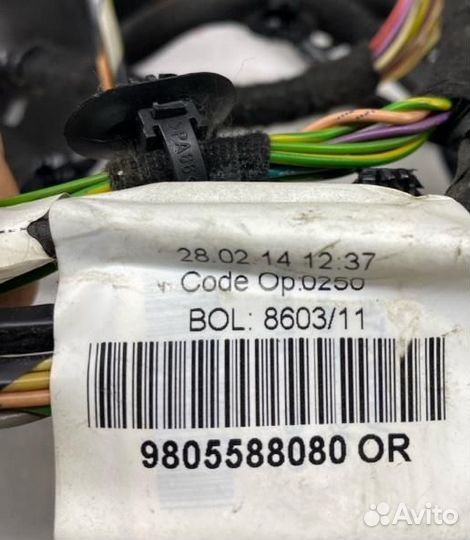 28.02.14 12:37
Code Op:0250
BOL: 8603/11
9805588080 OR
Avito